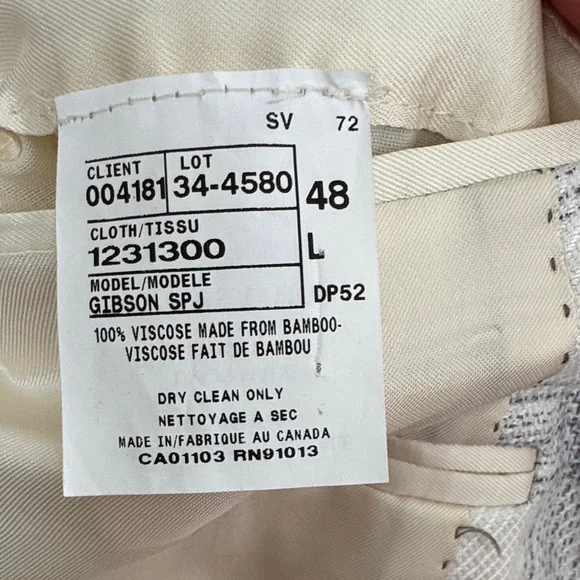 SV 72
CLIENT LOT
004181 34-4580 48
CLOTH/TISSU
1231300 L
MODEL/MODELE
GIBSON SPJ DP52
100% VISCOSE MADE FROM BAMBOO-
VISCOSE FAIT DE BAMBOU
DRY CLEAN ONLY
NETTOYAGE A SEC
MADE IN/FABRIQUE AU CANADA
CA01103 RN91013